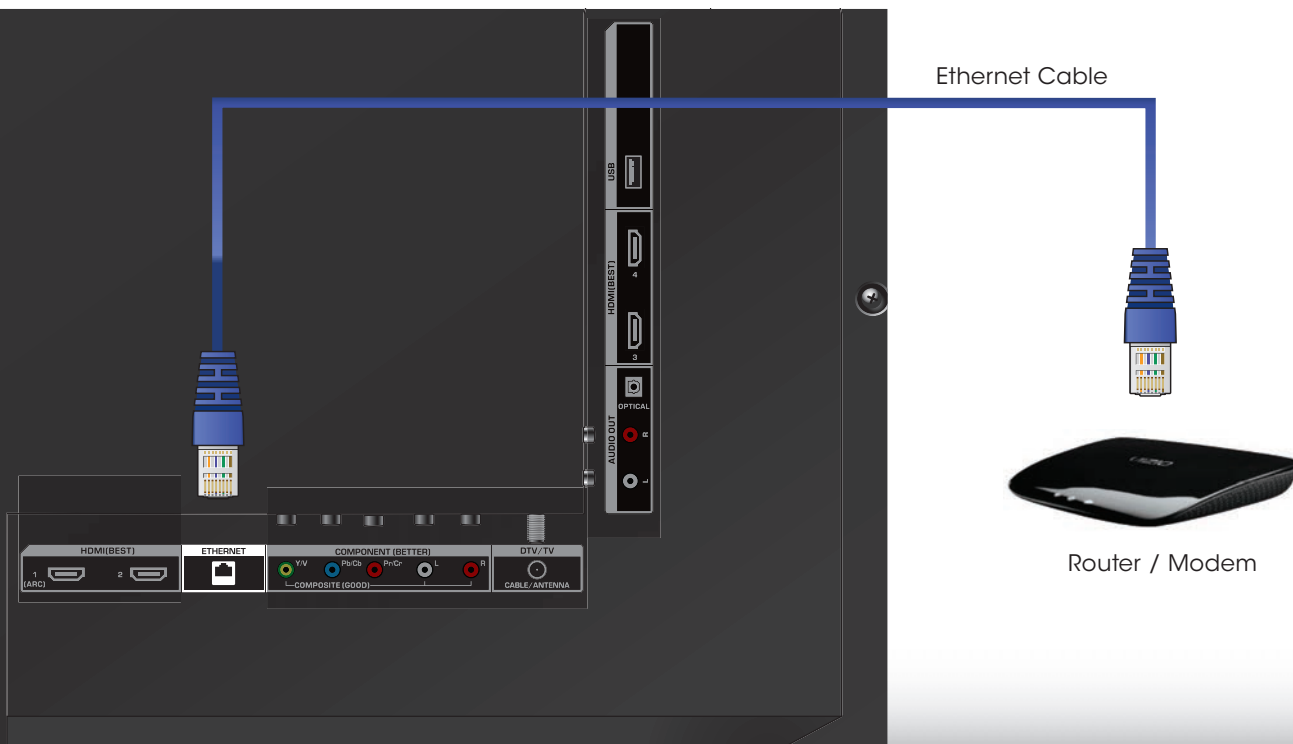 Ethernet Cable
USB
HDMI(BEST)
4
3
AUDIO OUT
OPTICAL
R
L
VIZIO
Router / Modem
HDMI(BEST)
1
(ARC)
2
ETHERNET
COMPONENT (BETTER)
Y/V
Pb/Cb
Pr/Cr
L
R
COMPOSITE (GOOD)
DTV/TV
CABLE/ANTENNA